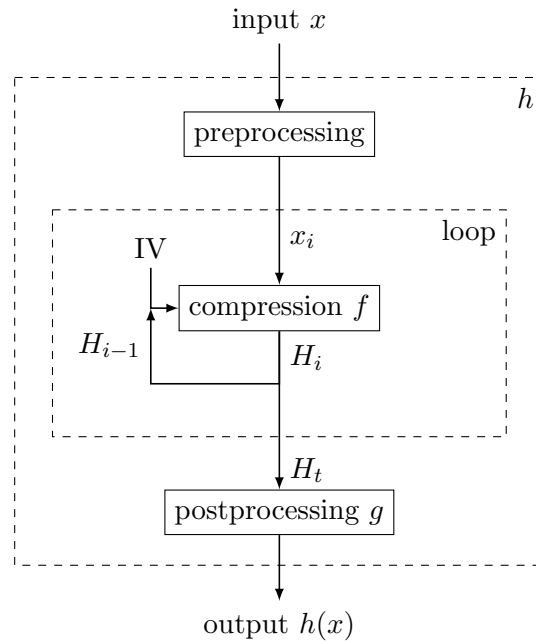 input x
h
preprocessing
x_i
loop
IV
compression f
H_{i−1}
H_i
H_t
postprocessing g
output h(x)